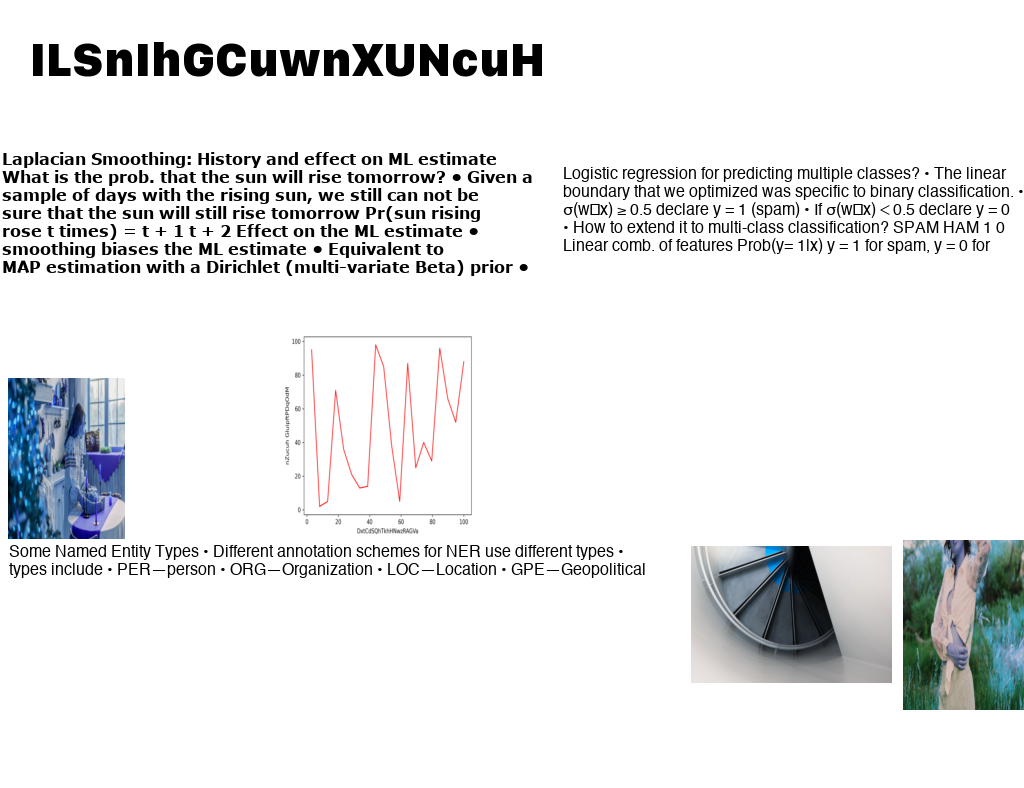 ILSnIhGCuwnXUNcuH
Laplacian Smoothing: History and effect on ML estimate
What is the prob. that the sun will rise tomorrow? • Given a
sample of days with the rising sun, we still can not be
sure that the sun will still rise tomorrow Pr(sun rising
rose t times) = t + 1 t + 2 Effect on the ML estimate •
smoothing biases the ML estimate • Equivalent to
MAP estimation with a Dirichlet (multi-variate Beta) prior •
Logistic regression for predicting multiple classes? • The linear
boundary that we optimized was specific to binary classification. •
σ(w□x) ≥ 0.5 declare y = 1 (spam) • If σ(w□x) < 0.5 declare y = 0
• How to extend it to multi-class classification? SPAM HAM 1 0
Linear comb. of features Prob(y= 1|x) y = 1 for spam, y = 0 for
100
80
60
40
20
0
0 20 40 60 80 100
DxtCdSQhTkhHNwzRAGVa
Some Named Entity Types • Different annotation schemes for NER use different types •
types include • PER—person • ORG—Organization • LOC—Location • GPE—Geopolitical